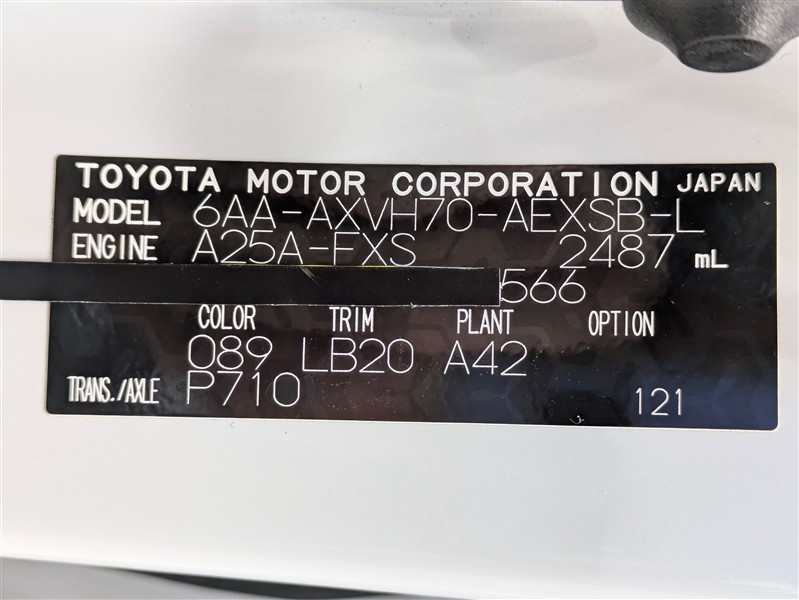 TOYOTA MOTOR CORPORATION JAPAN
MODEL 6AA-AXVH70-AEXSB-L
ENGINE A25A-FXS 2487 mL
566
COLOR TRIM PLANT OPTION
089 LB20 A42
TRANS./AXLE P710 121